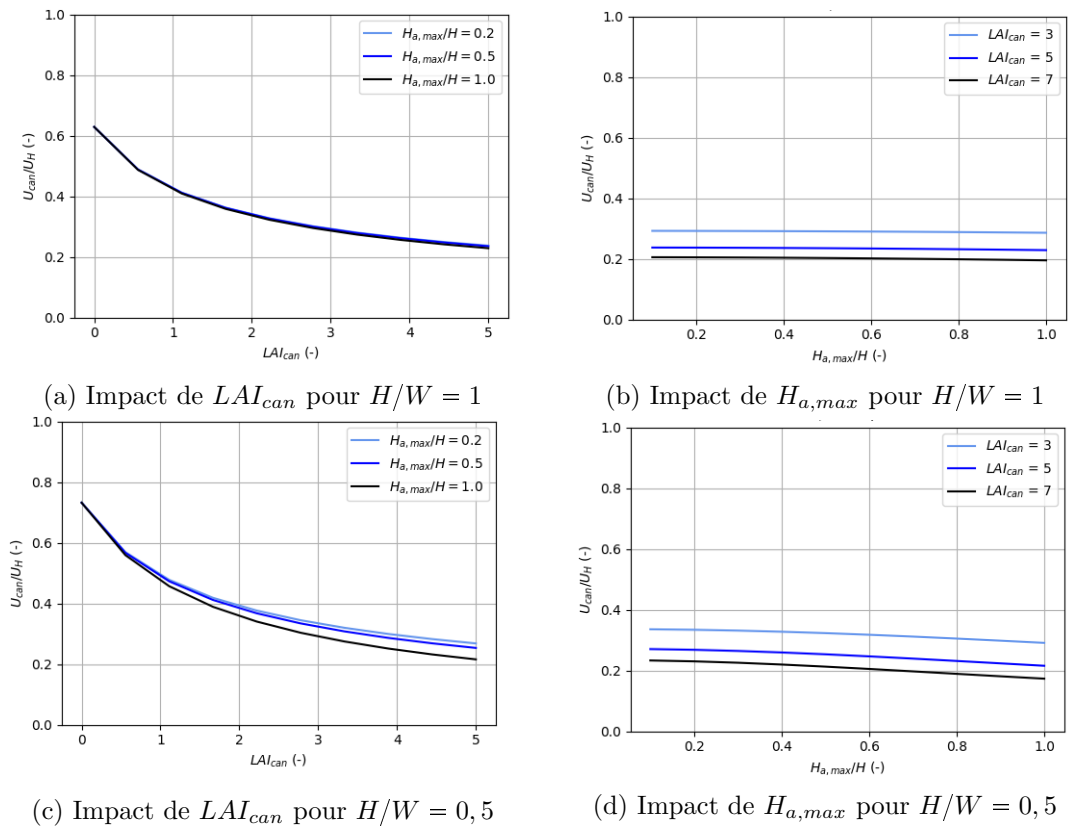 1.0
0.8
0.6
0.4
0.2
0.0
U_can/U_H (-)
H_a,max/H = 0.2
H_a,max/H = 0.5
H_a,max/H = 1.0
0 1 2 3 4 5
LAI_can (-)
(a) Impact de LAI_can pour H/W = 1
1.0
0.8
0.6
0.4
0.2
0.0
U_can/U_H (-)
LAI_can = 3
LAI_can = 5
LAI_can = 7
0.2 0.4 0.6 0.8 1.0
H_a,max/H (-)
(b) Impact de H_a,max pour H/W = 1
1.0
0.8
0.6
0.4
0.2
0.0
U_can/U_H (-)
H_a,max/H = 0.2
H_a,max/H = 0.5
H_a,max/H = 1.0
0 1 2 3 4 5
LAI_can (-)
(c) Impact de LAI_can pour H/W = 0,5
1.0
0.8
0.6
0.4
0.2
0.0
U_can/U_H (-)
LAI_can = 3
LAI_can = 5
LAI_can = 7
0.2 0.4 0.6 0.8 1.0
H_a,max/H (-)
(d) Impact de H_a,max pour H/W = 0,5